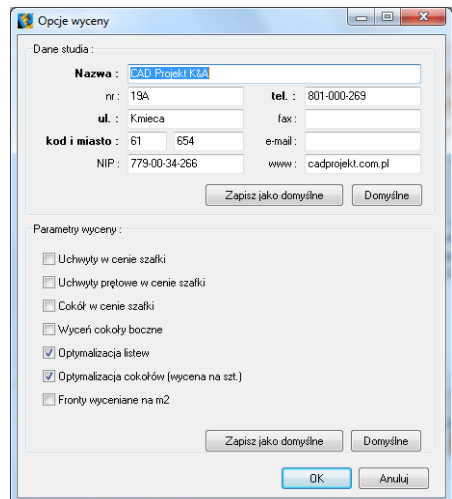 Opcje wyceny
Dane studia :
Nazwa : CAD Projekt K&A
nr : 19A tel. : 801-000-269
ul. : Kmieca fax :
kod i miasto : 61 654 e-mail :
NIP : 779-00-34-266 www : cadprojekt.com.pl
Zapisz jako domyślne Domyślne
Parametry wyceny :
Uchwyty w cenie szafki
Uchwyty prętowe w cenie szafki
Cokół w cenie szafki
Wyceń cokoły boczne
Optymalizacja listew
Optymalizacja cokołów (wycena na szt.)
Fronty wyceniane na m2
Zapisz jako domyślne Domyślne
OK Anuluj